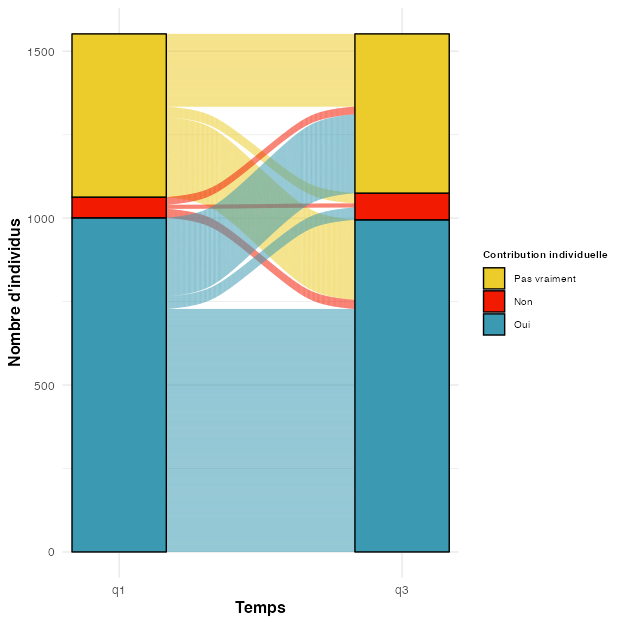 1500
1000
500
0
Nombre d'individus
q1
q3
Temps
Contribution individuelle
Pas vraiment
Non
Oui